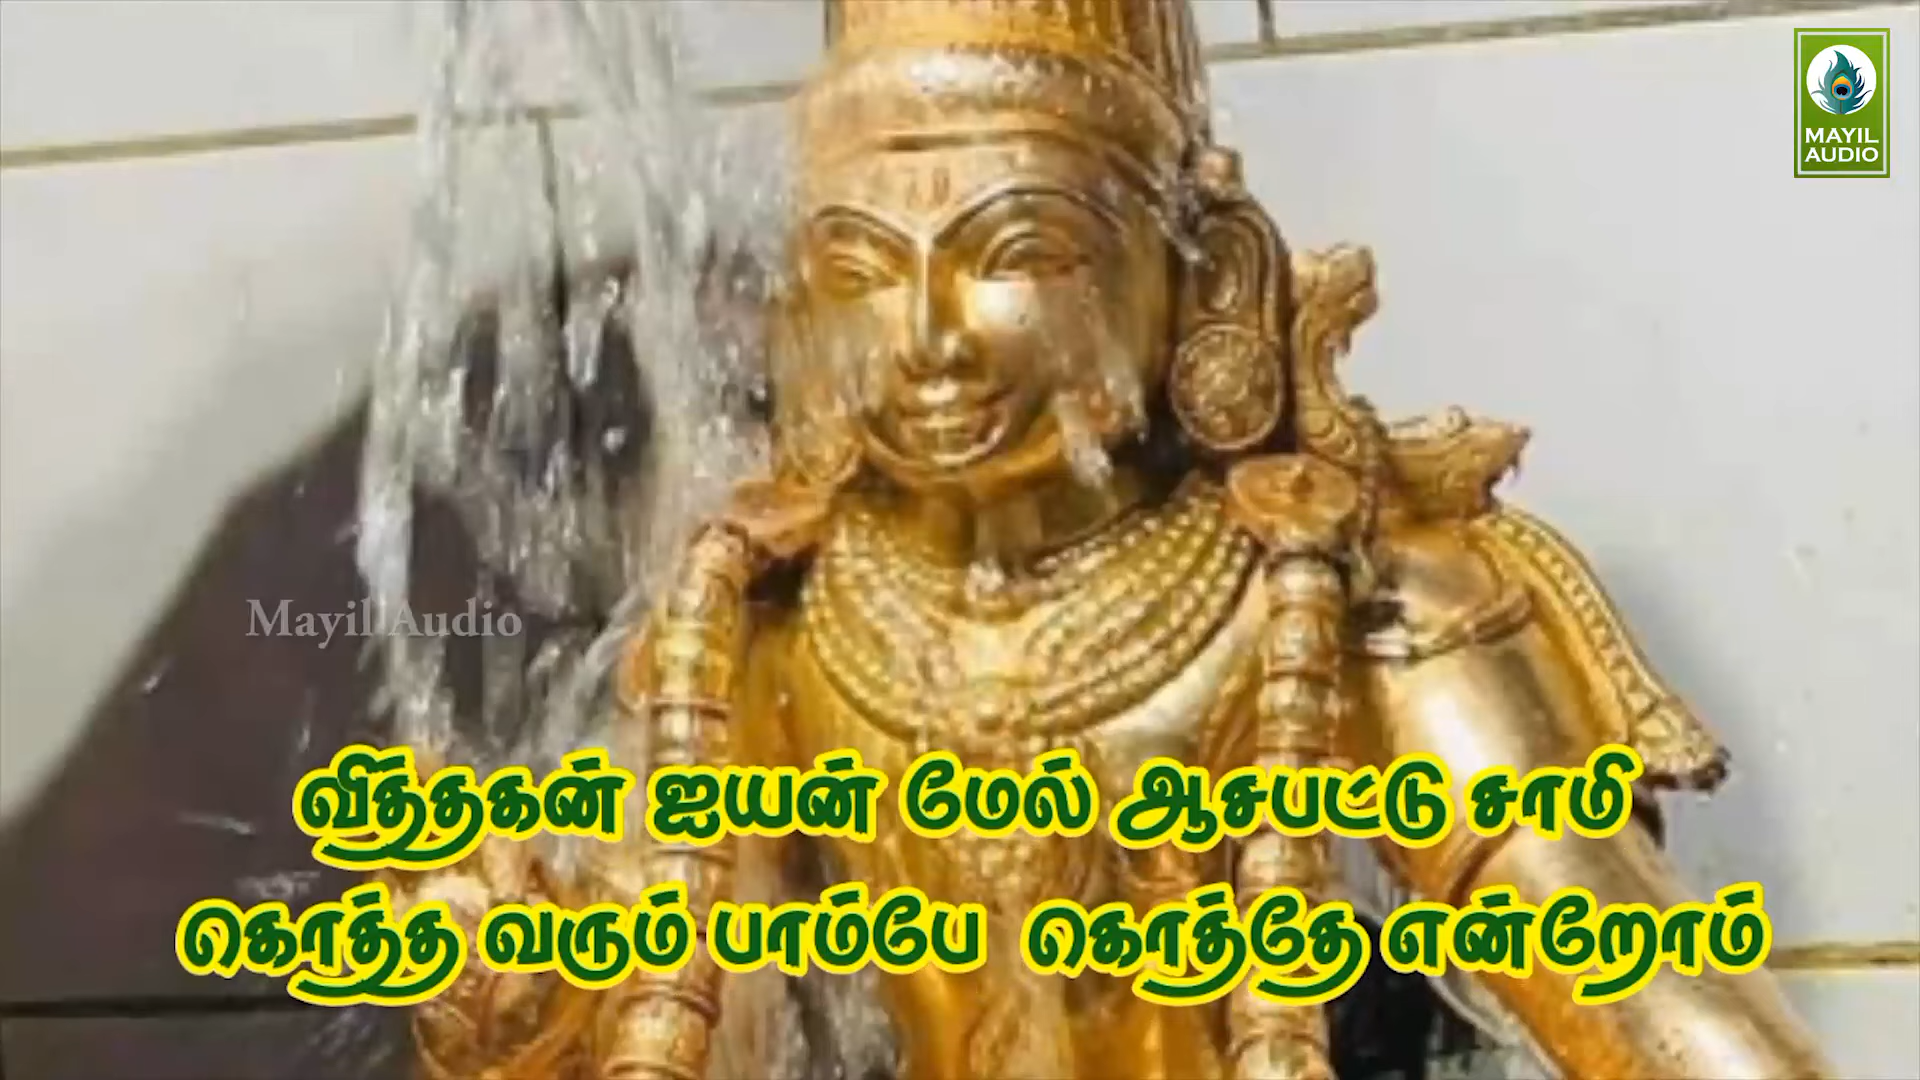 MAYIL
AUDIO
Mayil Audio
வித்தகன் ஐயன் மேல் ஆசபட்டு சாமி
கொத்த வரும் பாம்பே கொத்தே என்றோம்